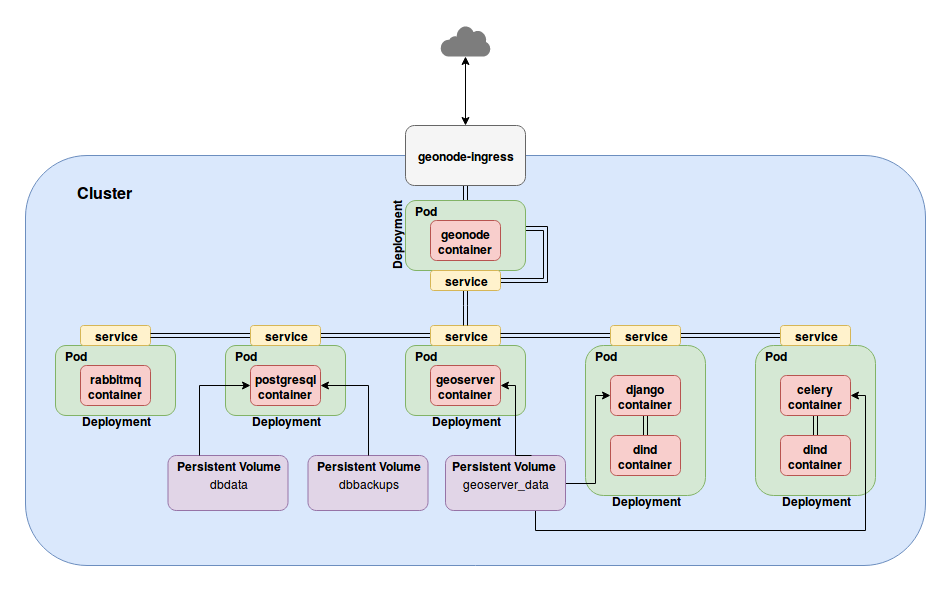 geonode-ingress
Cluster
Deployment
Pod
geonode
container
service
service
service
service
service
service
Pod
rabbitmq
container
Deployment
Pod
postgresql
container
Deployment
Pod
geoserver
container
Deployment
Pod
django
container
dind
container
Deployment
Pod
celery
container
dind
container
Deployment
Persistent Volume
dbdata
Persistent Volume
dbbackups
Persistent Volume
geoserver_data